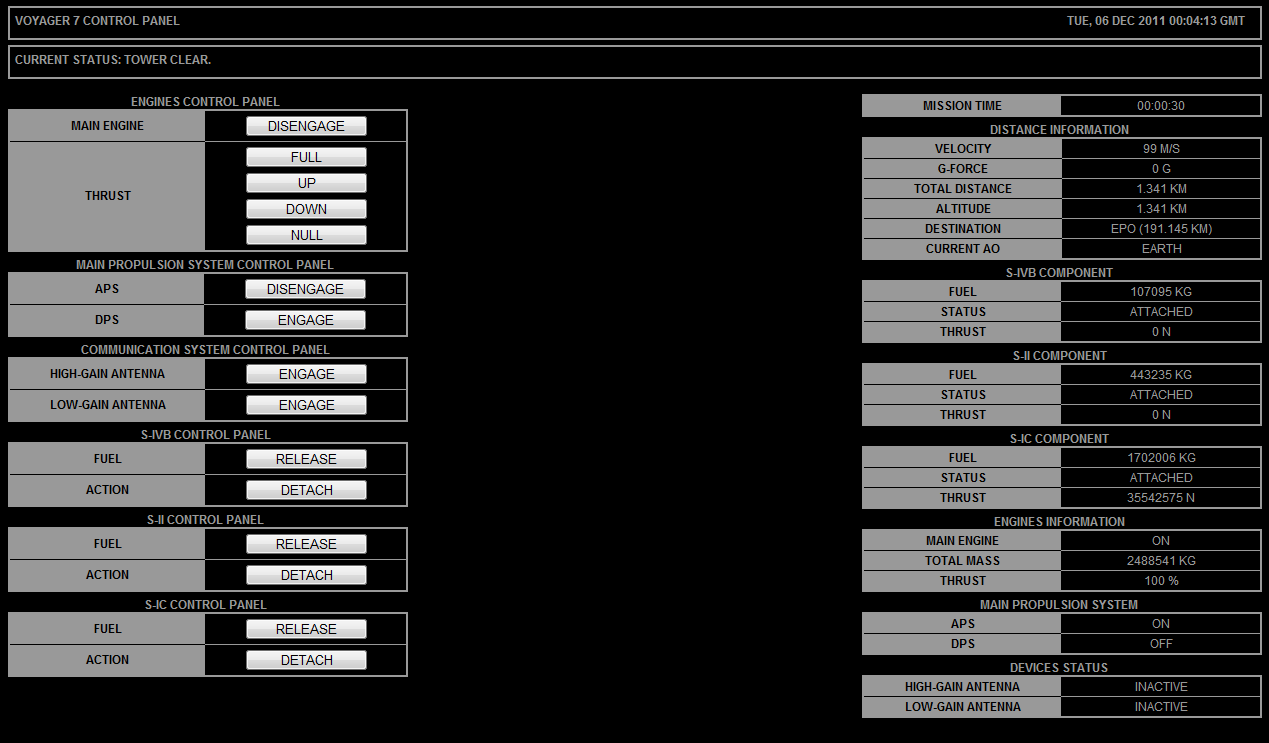 VOYAGER 7 CONTROL PANEL TUE, 06 DEC 2011 00:04:13 GMT
CURRENT STATUS: TOWER CLEAR.
ENGINES CONTROL PANEL
MAIN ENGINE DISENGAGE
THRUST
FULL
UP
DOWN
NULL
MAIN PROPULSION SYSTEM CONTROL PANEL
APS DISENGAGE
DPS ENGAGE
COMMUNICATION SYSTEM CONTROL PANEL
HIGH-GAIN ANTENNA ENGAGE
LOW-GAIN ANTENNA ENGAGE
S-IVB CONTROL PANEL
FUEL RELEASE
ACTION DETACH
S-II CONTROL PANEL
FUEL RELEASE
ACTION DETACH
S-IC CONTROL PANEL
FUEL RELEASE
ACTION DETACH
MISSION TIME 00:00:30
DISTANCE INFORMATION
VELOCITY 99 M/S
G-FORCE 0 G
TOTAL DISTANCE 1.341 KM
ALTITUDE 1.341 KM
DESTINATION EPO (191.145 KM)
CURRENT AO EARTH
S-IVB COMPONENT
FUEL 107095 KG
STATUS ATTACHED
THRUST 0 N
S-II COMPONENT
FUEL 443235 KG
STATUS ATTACHED
THRUST 0 N
S-IC COMPONENT
FUEL 1702006 KG
STATUS ATTACHED
THRUST 35542575 N
ENGINES INFORMATION
MAIN ENGINE ON
TOTAL MASS 2488541 KG
THRUST 100 %
MAIN PROPULSION SYSTEM
APS ON
DPS OFF
DEVICES STATUS
HIGH-GAIN ANTENNA INACTIVE
LOW-GAIN ANTENNA INACTIVE